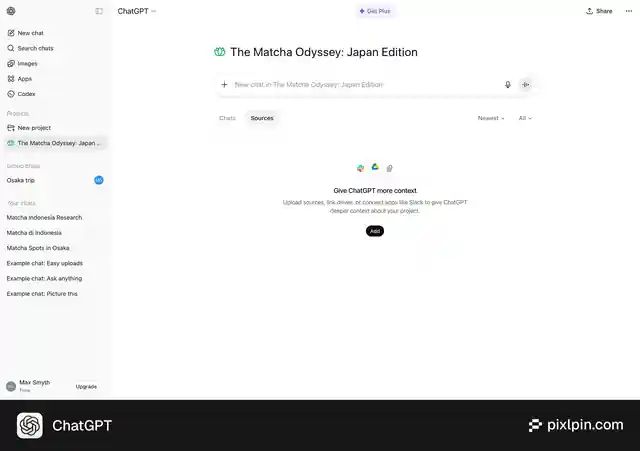 ChatGPT
Get Plus
Share
New chat
Search chats
Images
Apps
Codex
Projects
New project
The Matcha Odyssey: Japan ...
Group chats
Osaka trip
Your chats
Matcha Indonesia Research
Matcha di Indonesia
Matcha Spots in Osaka
Example chat: Easy uploads
Example chat: Ask anything
Example chat: Picture this
Max Smyth
Free
Upgrade
The Matcha Odyssey: Japan Edition
New chat in The Matcha Odyssey: Japan Edition
Chats
Sources
Newest
All
Give ChatGPT more context
Upload sources, link drives, or connect apps like Slack to give ChatGPT
deeper context about your project.
Add
ChatGPT
pixlpin.com